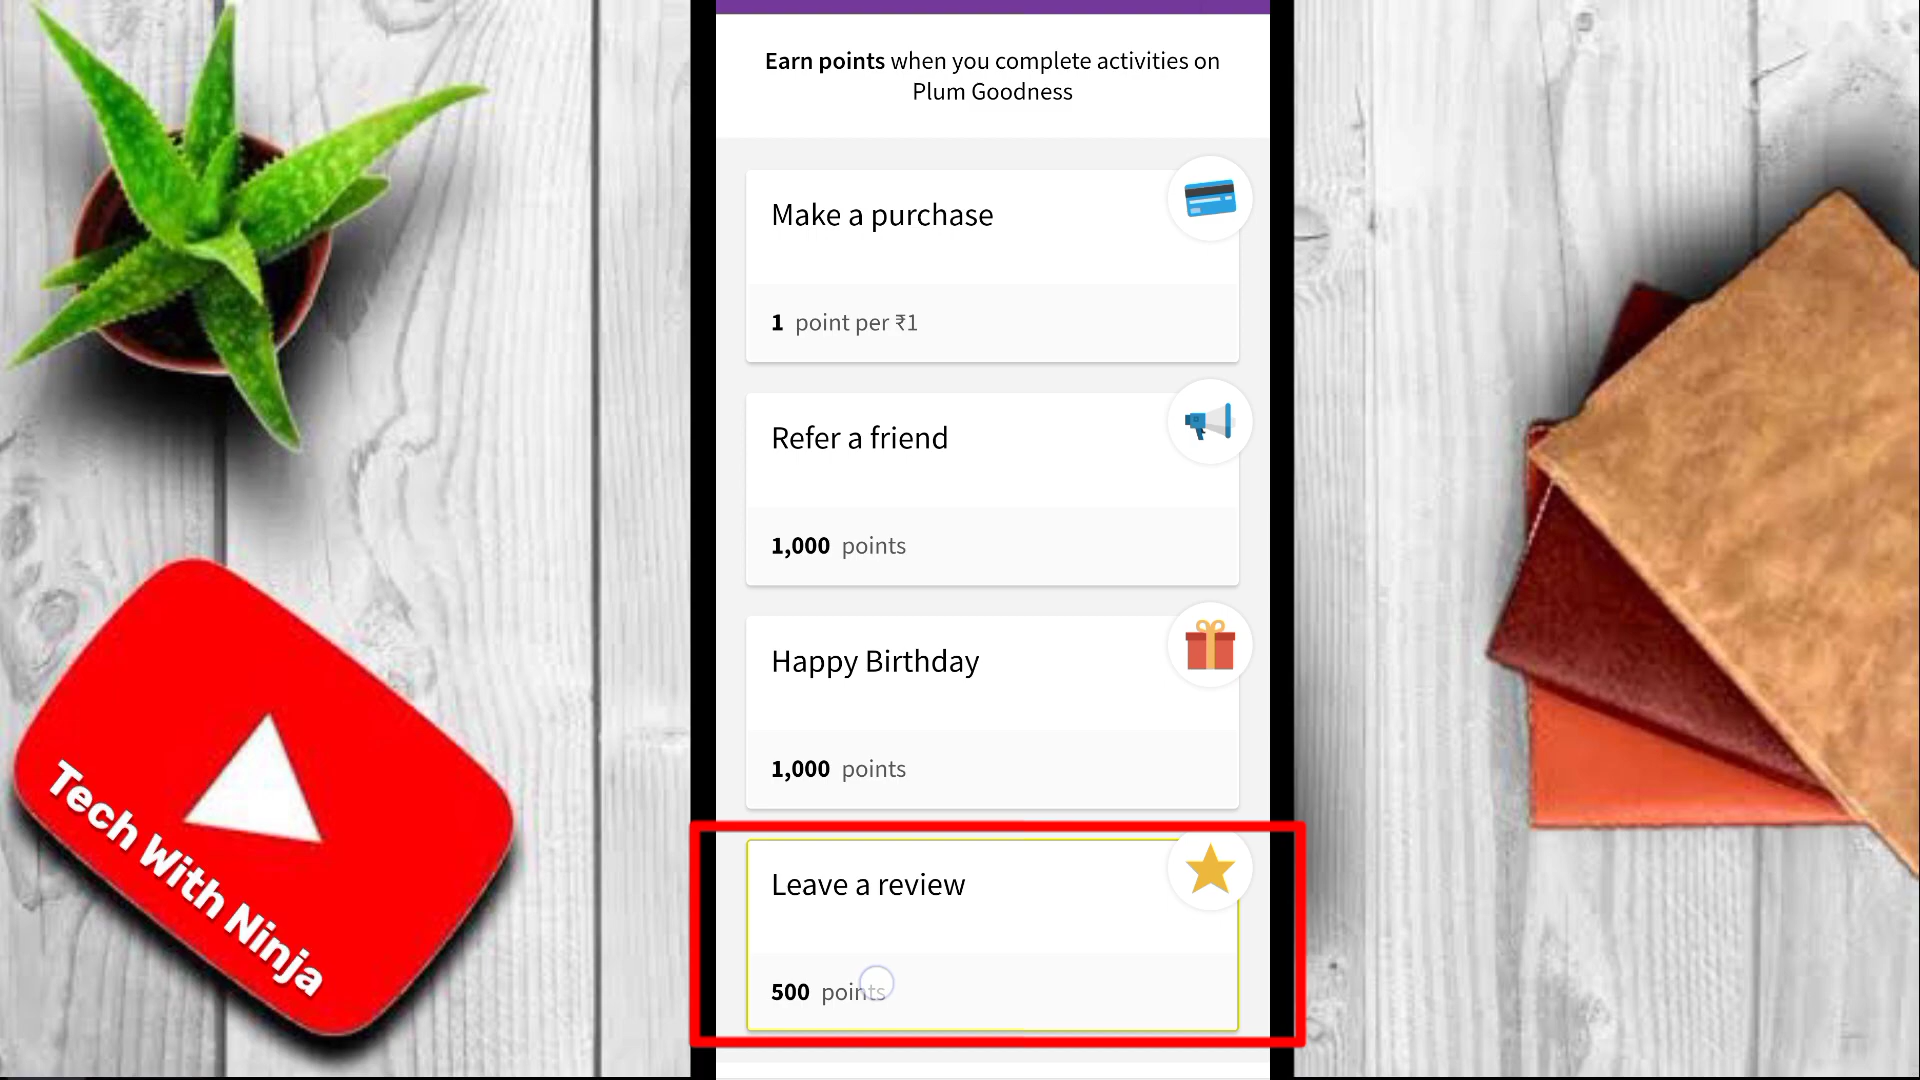 Earn points when you complete activities on
Plum Goodness
Make a purchase
1 point per ₹1
Refer a friend
1,000 points
Happy Birthday
1,000 points
Leave a review
500 points
Tech With Ninja